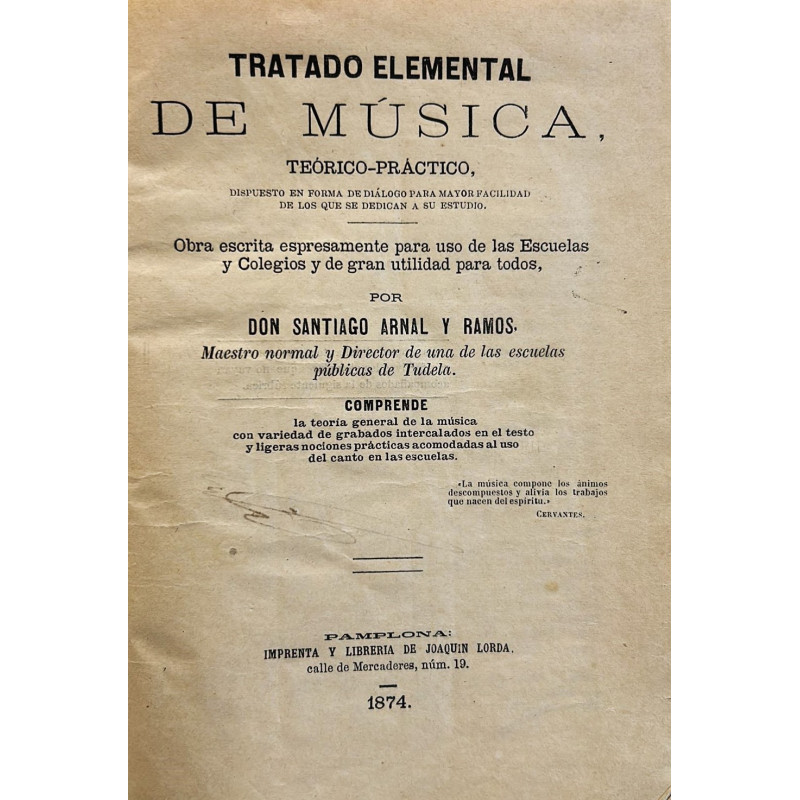 TRATADO ELEMENTAL
DE MÚSICA,
TEÓRICO-PRÁCTICO,
DISPUESTO EN FORMA DE DIÁLOGO PARA MAYOR FACILIDAD
DE LOS QUE SE DEDICAN A SU ESTUDIO.
Obra escrita espresamente para uso de las Escuelas
y Colegios y de gran utilidad para todos,
POR
DON SANTIAGO ARNAL Y RAMOS,
Maestro normal y Director de una de las escuelas
públicas de Tudela.
COMPRENDE
la teoría general de la música
con variedad de grabados intercalados en el testo
y ligeras nociones prácticas acomodadas al uso
del canto en las escuelas.
«La música compone los ánimos
descompuestos y alivia los trabajos
que nacen del espíritu.»
CERVANTES.
PAMPLONA:
IMPRENTA Y LIBRERIA DE JOAQUIN LORDA,
calle de Mercaderes, núm. 19.
1874.